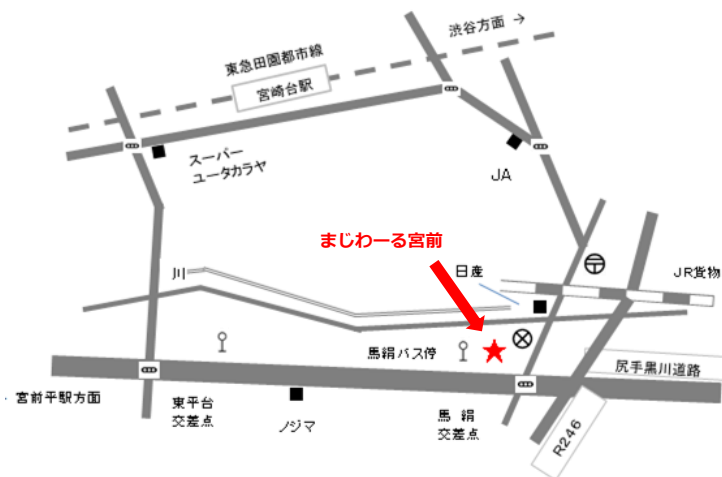 渋谷方面 →
東急田園都市線
宮崎台駅
スーパー
ユータカラヤ
JA
まじわーる宮前
川
日産
JR貨物
馬絹バス停
尻手黒川道路
・宮前平駅方面
東平台
交差点
ノジマ
馬 絹
交差点
R246